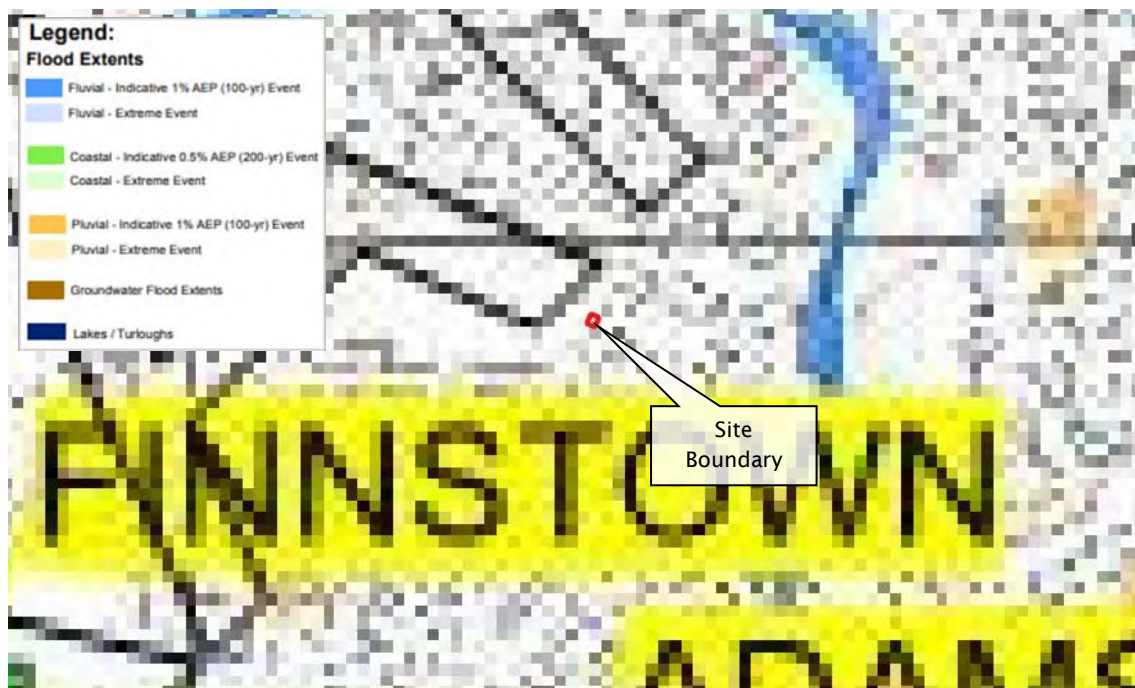 Legend:
Flood Extents
Fluvial - Indicative 1% AEP (100-yr) Event
Fluvial - Extreme Event
Coastal - Indicative 0.5% AEP (200-yr) Event
Coastal - Extreme Event
Pluvial - Indicative 1% AEP (100-yr) Event
Pluvial - Extreme Event
Groundwater Flood Extents
Lakes / Turloughs
Site
Boundary
FINNSTOWN
ADAMS